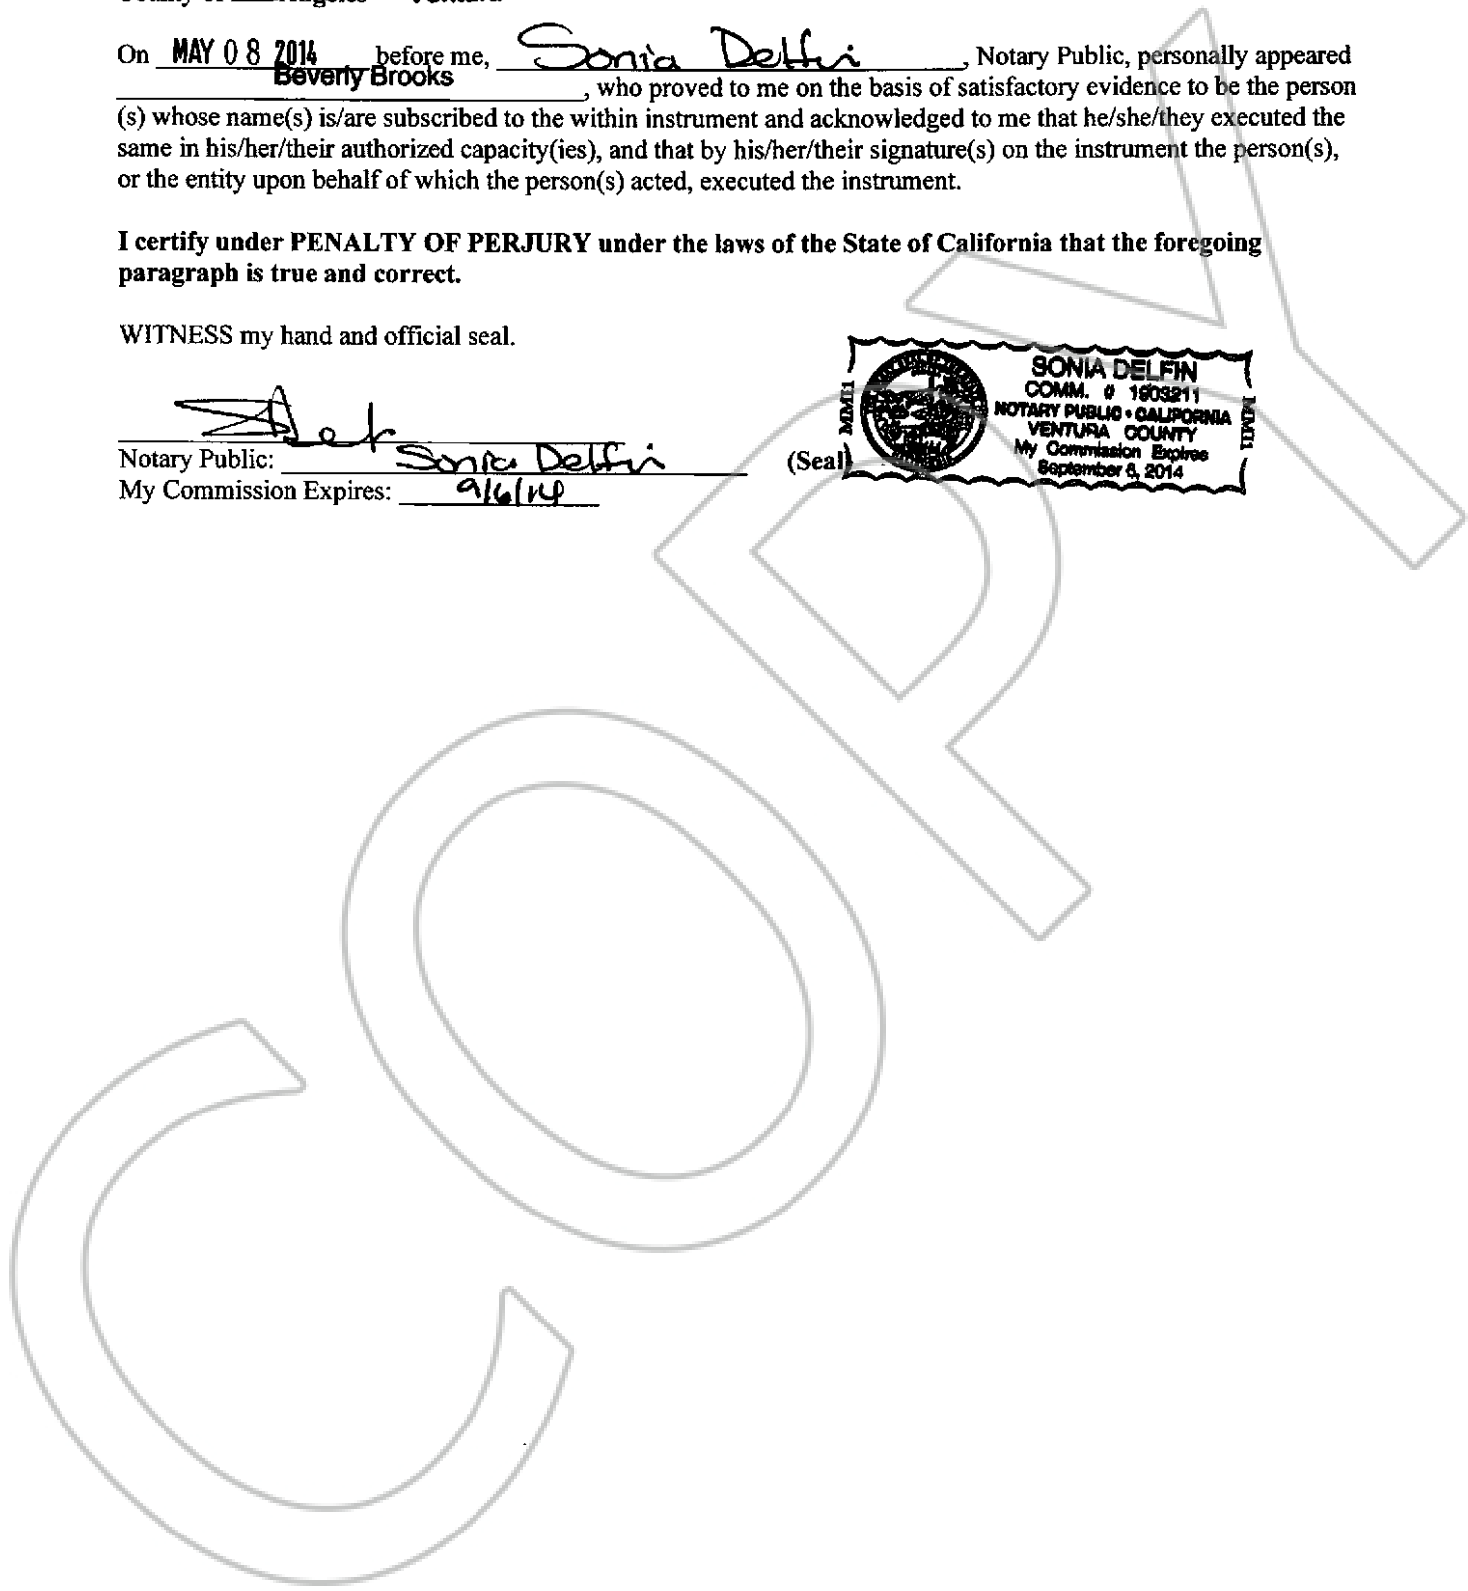 On MAY 08 2014 before me, Sonia Delfin, Notary Public, personally appeared
Beverly Brooks, who proved to me on the basis of satisfactory evidence to be the person
(s) whose name(s) is/are subscribed to the within instrument and acknowledged to me that he/she/they executed the
same in his/her/their authorized capacity(ies), and that by his/her/their signature(s) on the instrument the person(s),
or the entity upon behalf of which the person(s) acted, executed the instrument.
I certify under PENALTY OF PERJURY under the laws of the State of California that the foregoing
paragraph is true and correct.
WITNESS my hand and official seal.
Notary Public: Sonia Delfin
My Commission Expires: 9/6/14
(Seal)
MMI1
SONIA DELFIN
COMM. # 1903211
NOTARY PUBLIC • CALIFORNIA
VENTURA COUNTY
My Commission Expires
September 6, 2014
MMI1
COPY